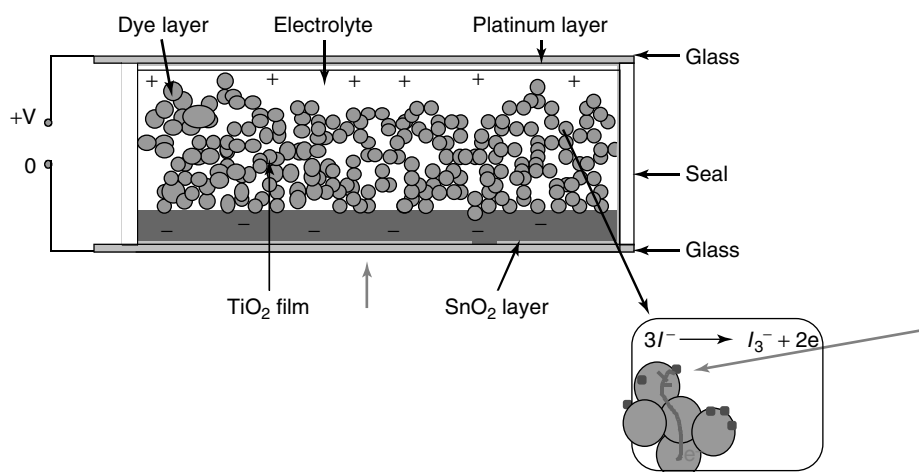 Dye layer
Electrolyte
Platinum layer
Glass
+ + + + + +
+V
0
Seal
− − − − − −
Glass
TiO₂ film
SnO₂ layer
3I⁻ ⟶ I₃⁻ + 2e
e